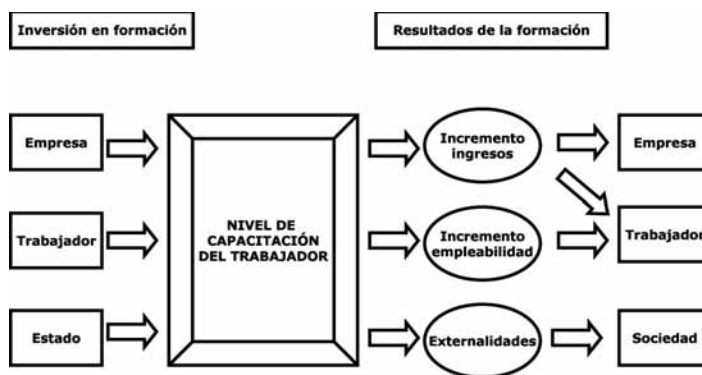 Inversión en formación
Resultados de la formación
Empresa
Incremento
ingresos
Empresa
Trabajador
NIVEL DE
CAPACITACIÓN
DEL TRABAJADOR
Incremento
empleabilidad
Trabajador
Estado
Externalidades
Sociedad